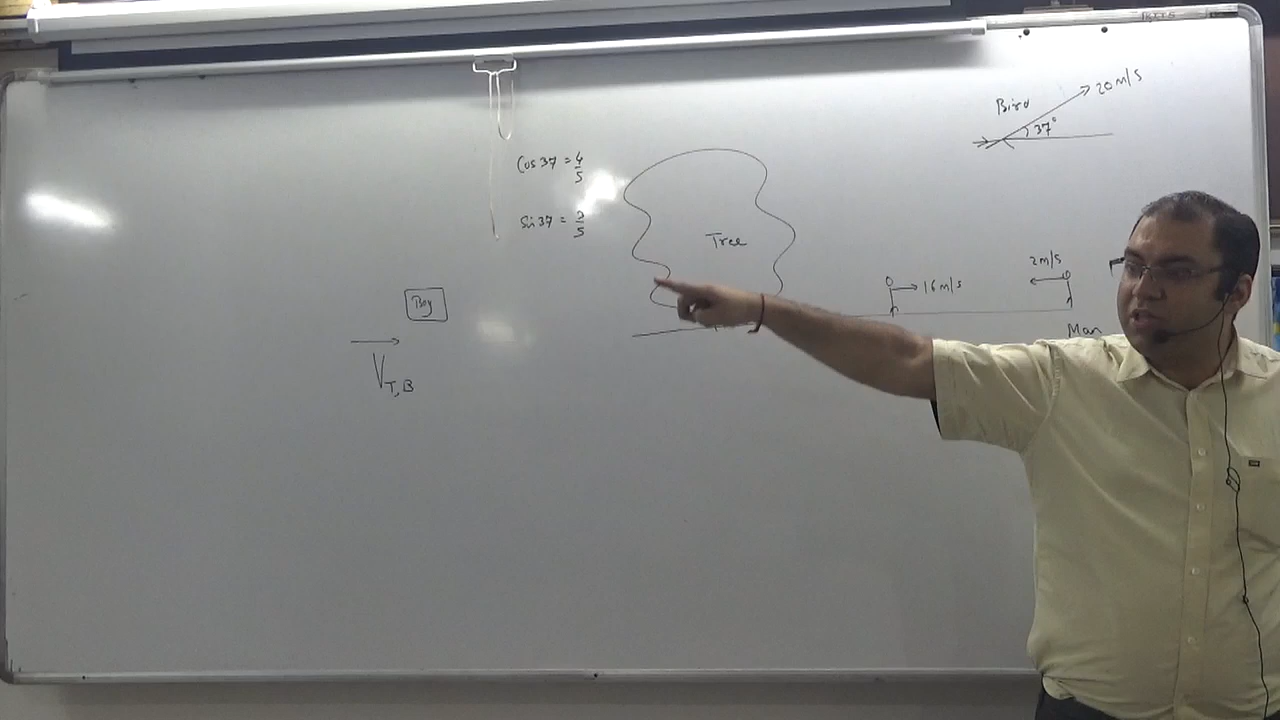 20 m/s
Bird
37°
Cos 37 = 4/5
Sin 37 = 3/5
Tree
2 m/s
16 m/s
Boy
Man
V T, B